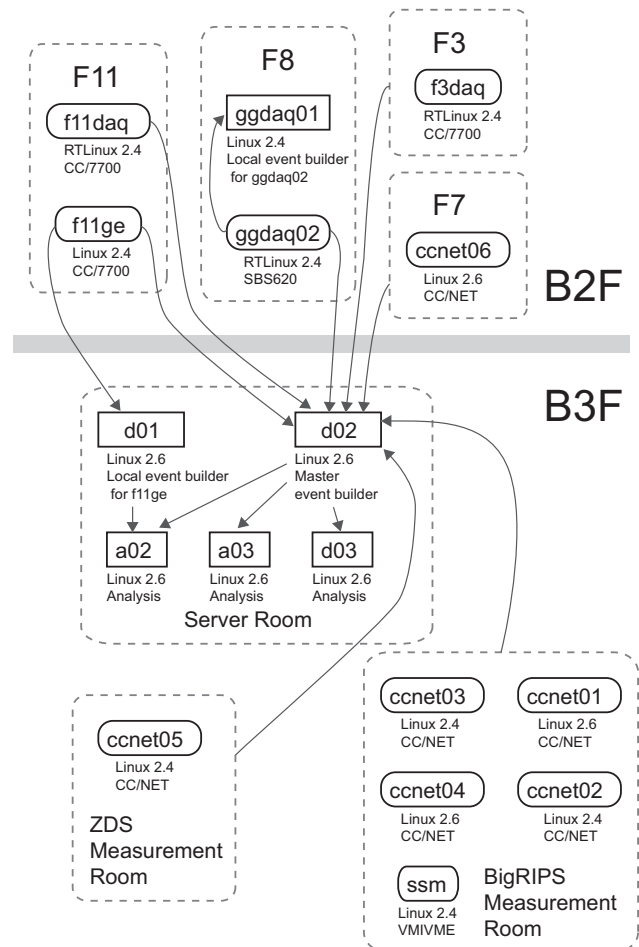 F11
f11daq
RTLinux 2.4
CC/7700
f11ge
Linux 2.4
CC/7700
F8
ggdaq01
Linux 2.4
Local event builder
for ggdaq02
ggdaq02
RTLinux 2.4
SBS620
F3
f3daq
RTLinux 2.4
CC/7700
F7
ccnet06
Linux 2.6
CC/NET
B2F
B3F
d01
Linux 2.6
Local event builder
for f11ge
d02
Linux 2.6
Master
event builder
a02
Linux 2.6
Analysis
a03
Linux 2.6
Analysis
d03
Linux 2.6
Analysis
Server Room
ccnet05
Linux 2.4
CC/NET
ZDS
Measurement
Room
ccnet03
Linux 2.4
CC/NET
ccnet01
Linux 2.6
CC/NET
ccnet04
Linux 2.6
CC/NET
ccnet02
Linux 2.4
CC/NET
ssm
Linux 2.4
VMIVME
BigRIPS
Measurement
Room